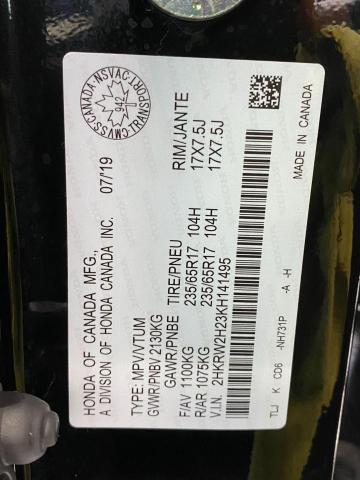 HONDA OF CANADA MFG.,
A DIVISION OF HONDA CANADA INC. 07/19
CANADA-NSVAC-TRANSPORT-CMVSS
942
TYPE: MPV/VTUM
GVWR/PNBV 2130KG
GAWR/PNBE TIRE/PNEU RIM/JANTE
F/AV 1100KG 235/65R17 104H 17X7.5J
R/AR 1075KG 235/65R17 104H 17X7.5J
V.I.N. 2HKRW2H23KH141495
MADE IN CANADA
TLJ K CD6 -NH731P -A -H